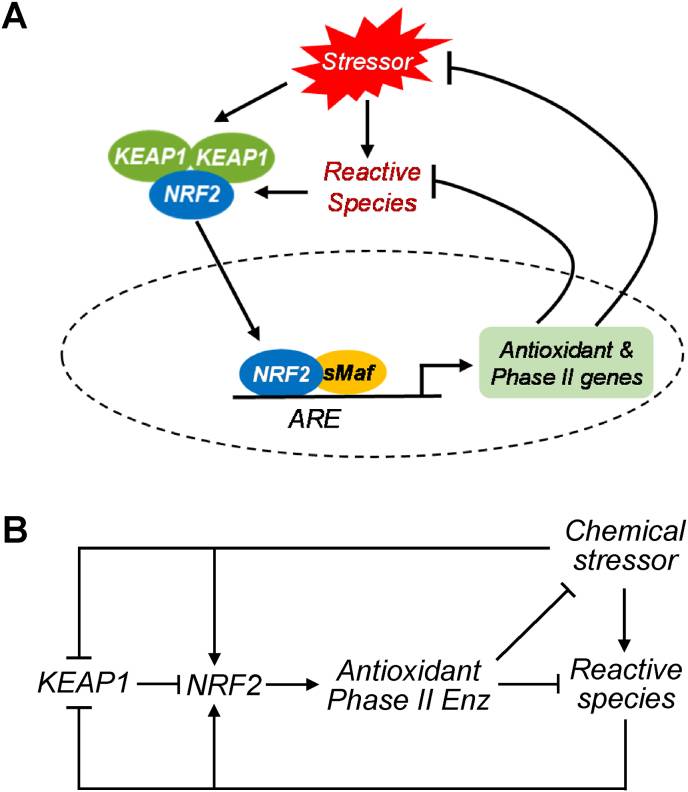 A
Stressor
KEAP1 KEAP1
NRF2
Reactive
Species
NRF2 sMaf
ARE
Antioxidant &
Phase II genes
B
Chemical
stressor
KEAP1
NRF2
Antioxidant
Phase II Enz
Reactive
species